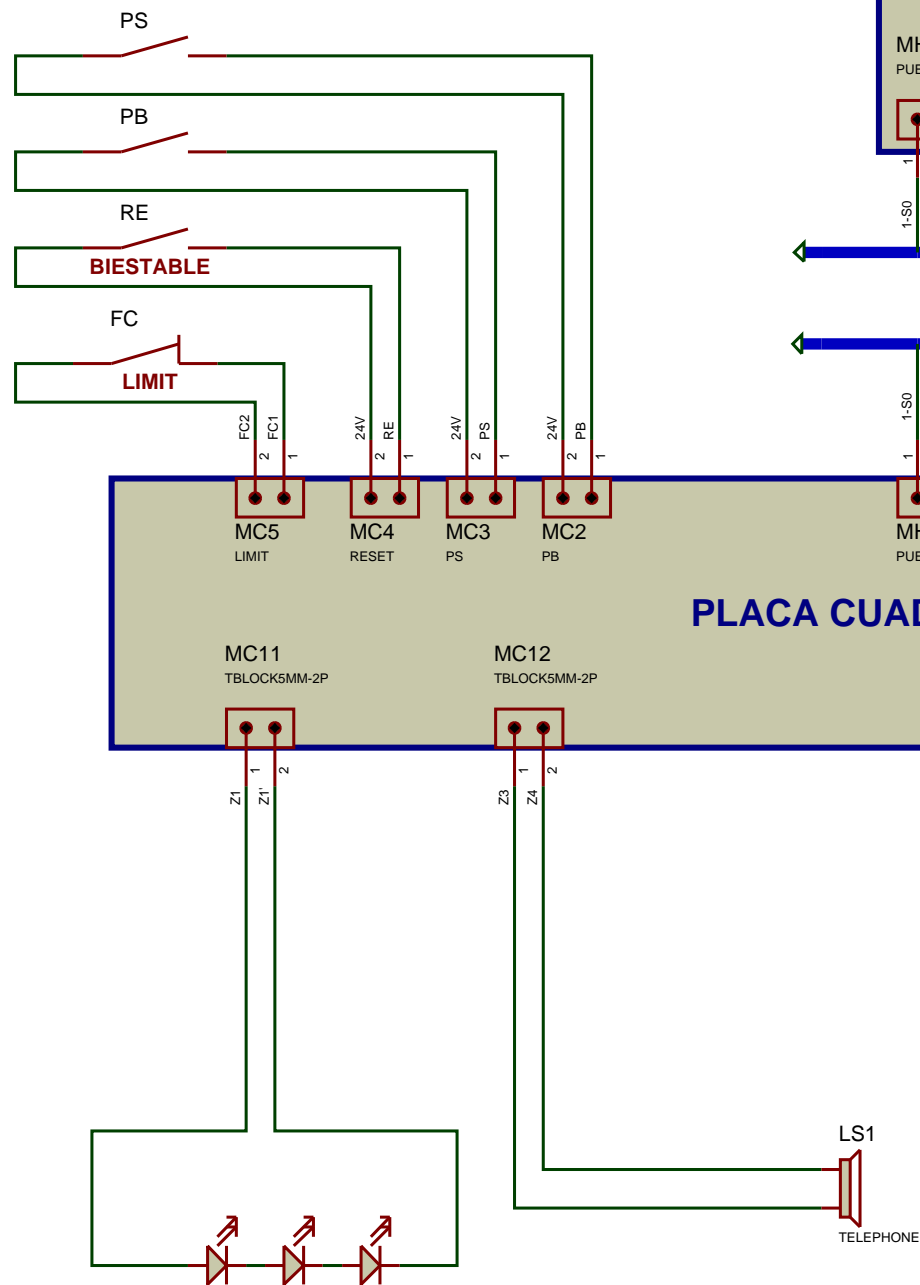 PS
PB
RE
BIESTABLE
FC
LIMIT
1
1-S0
1-S0
1
FC2
2
FC1
1
24V
2
RE
1
24V
2
PS
1
24V
2
PB
1
MC5
LIMIT
MC4
RESET
MC3
PS
MC2
PB
MC11
TBLOCK5MM-2P
MC12
TBLOCK5MM-2P
Z1
1
Z1'
2
Z3
1
Z4
2
LS1
TELEPHONE